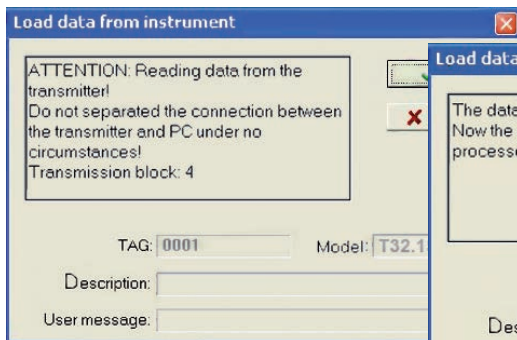 Load data from instrument
ATTENTION: Reading data from the
transmitter!
Do not separated the connection between
the transmitter and PC under no
circumstances!
Transmission block: 4
TAG: 0001 Model: T32.1
Description:
User message:
Load data
The data
Now the